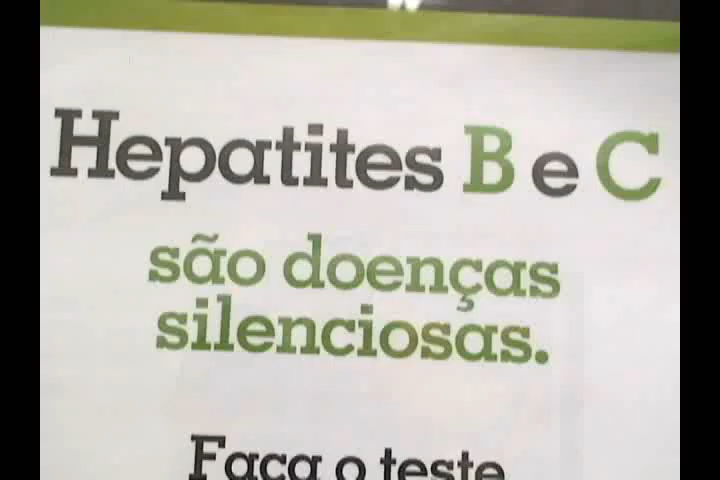 Hepatites B e C
são doenças
silenciosas.
Faça o teste